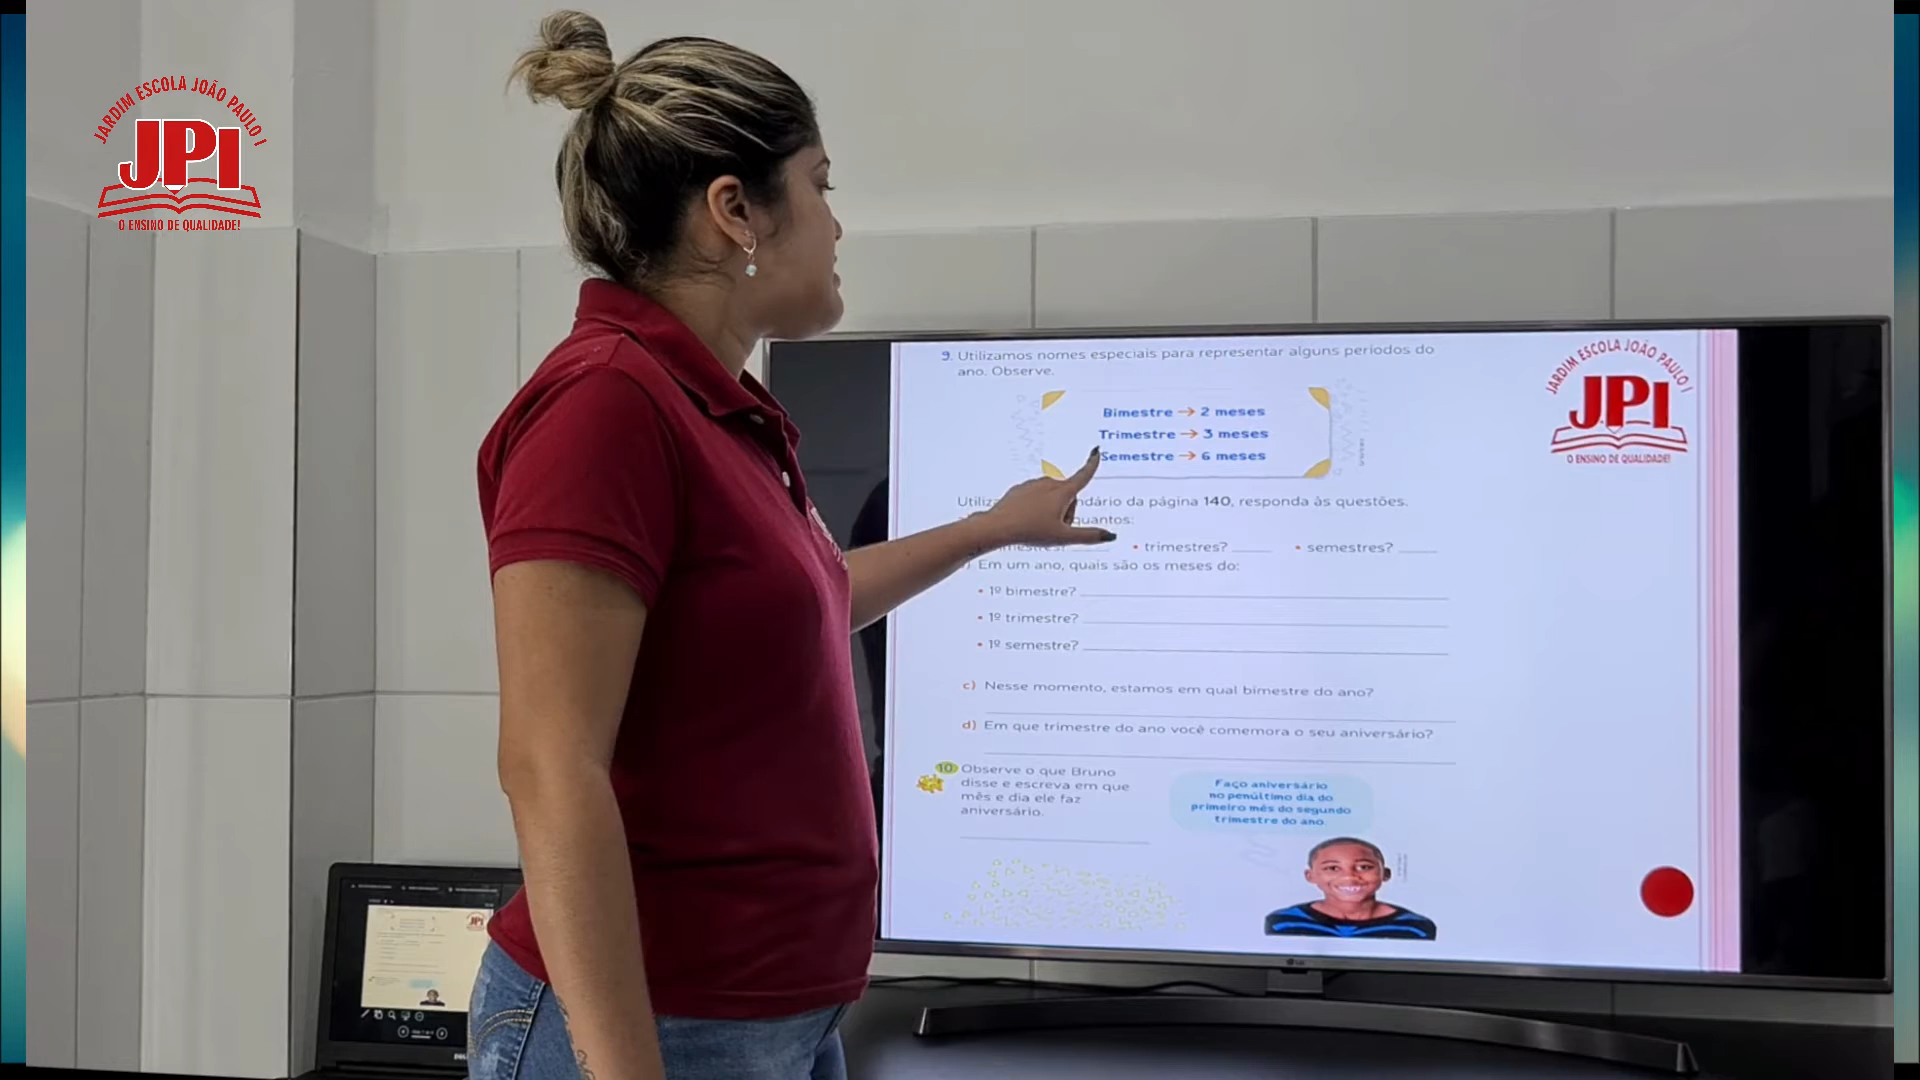 JARDIM ESCOLA JOÃO PAULO I
JPI
O ENSINO DE QUALIDADE!
9. Utilizamos nomes especiais para representar alguns períodos do
ano. Observe.
Bimestre → 2 meses
Trimestre → 3 meses
Semestre → 6 meses
JARDIM ESCOLA JOÃO PAULO I
JPI
O ENSINO DE QUALIDADE!
da página 140, responda às questões.
quantos:
• trimestres? ____ • semestres? ____
Em um ano, quais são os meses do:
• 1º bimestre?
• 1º trimestre?
• 1º semestre?
c) Nesse momento, estamos em qual bimestre do ano?
d) Em que trimestre do ano você comemora o seu aniversário?
10 Observe o que Bruno
disse e escreva em que
mês e dia ele faz
aniversário.
Faço aniversário
no penúltimo dia do
primeiro mês do segundo
trimestre do ano.
LG
JPI